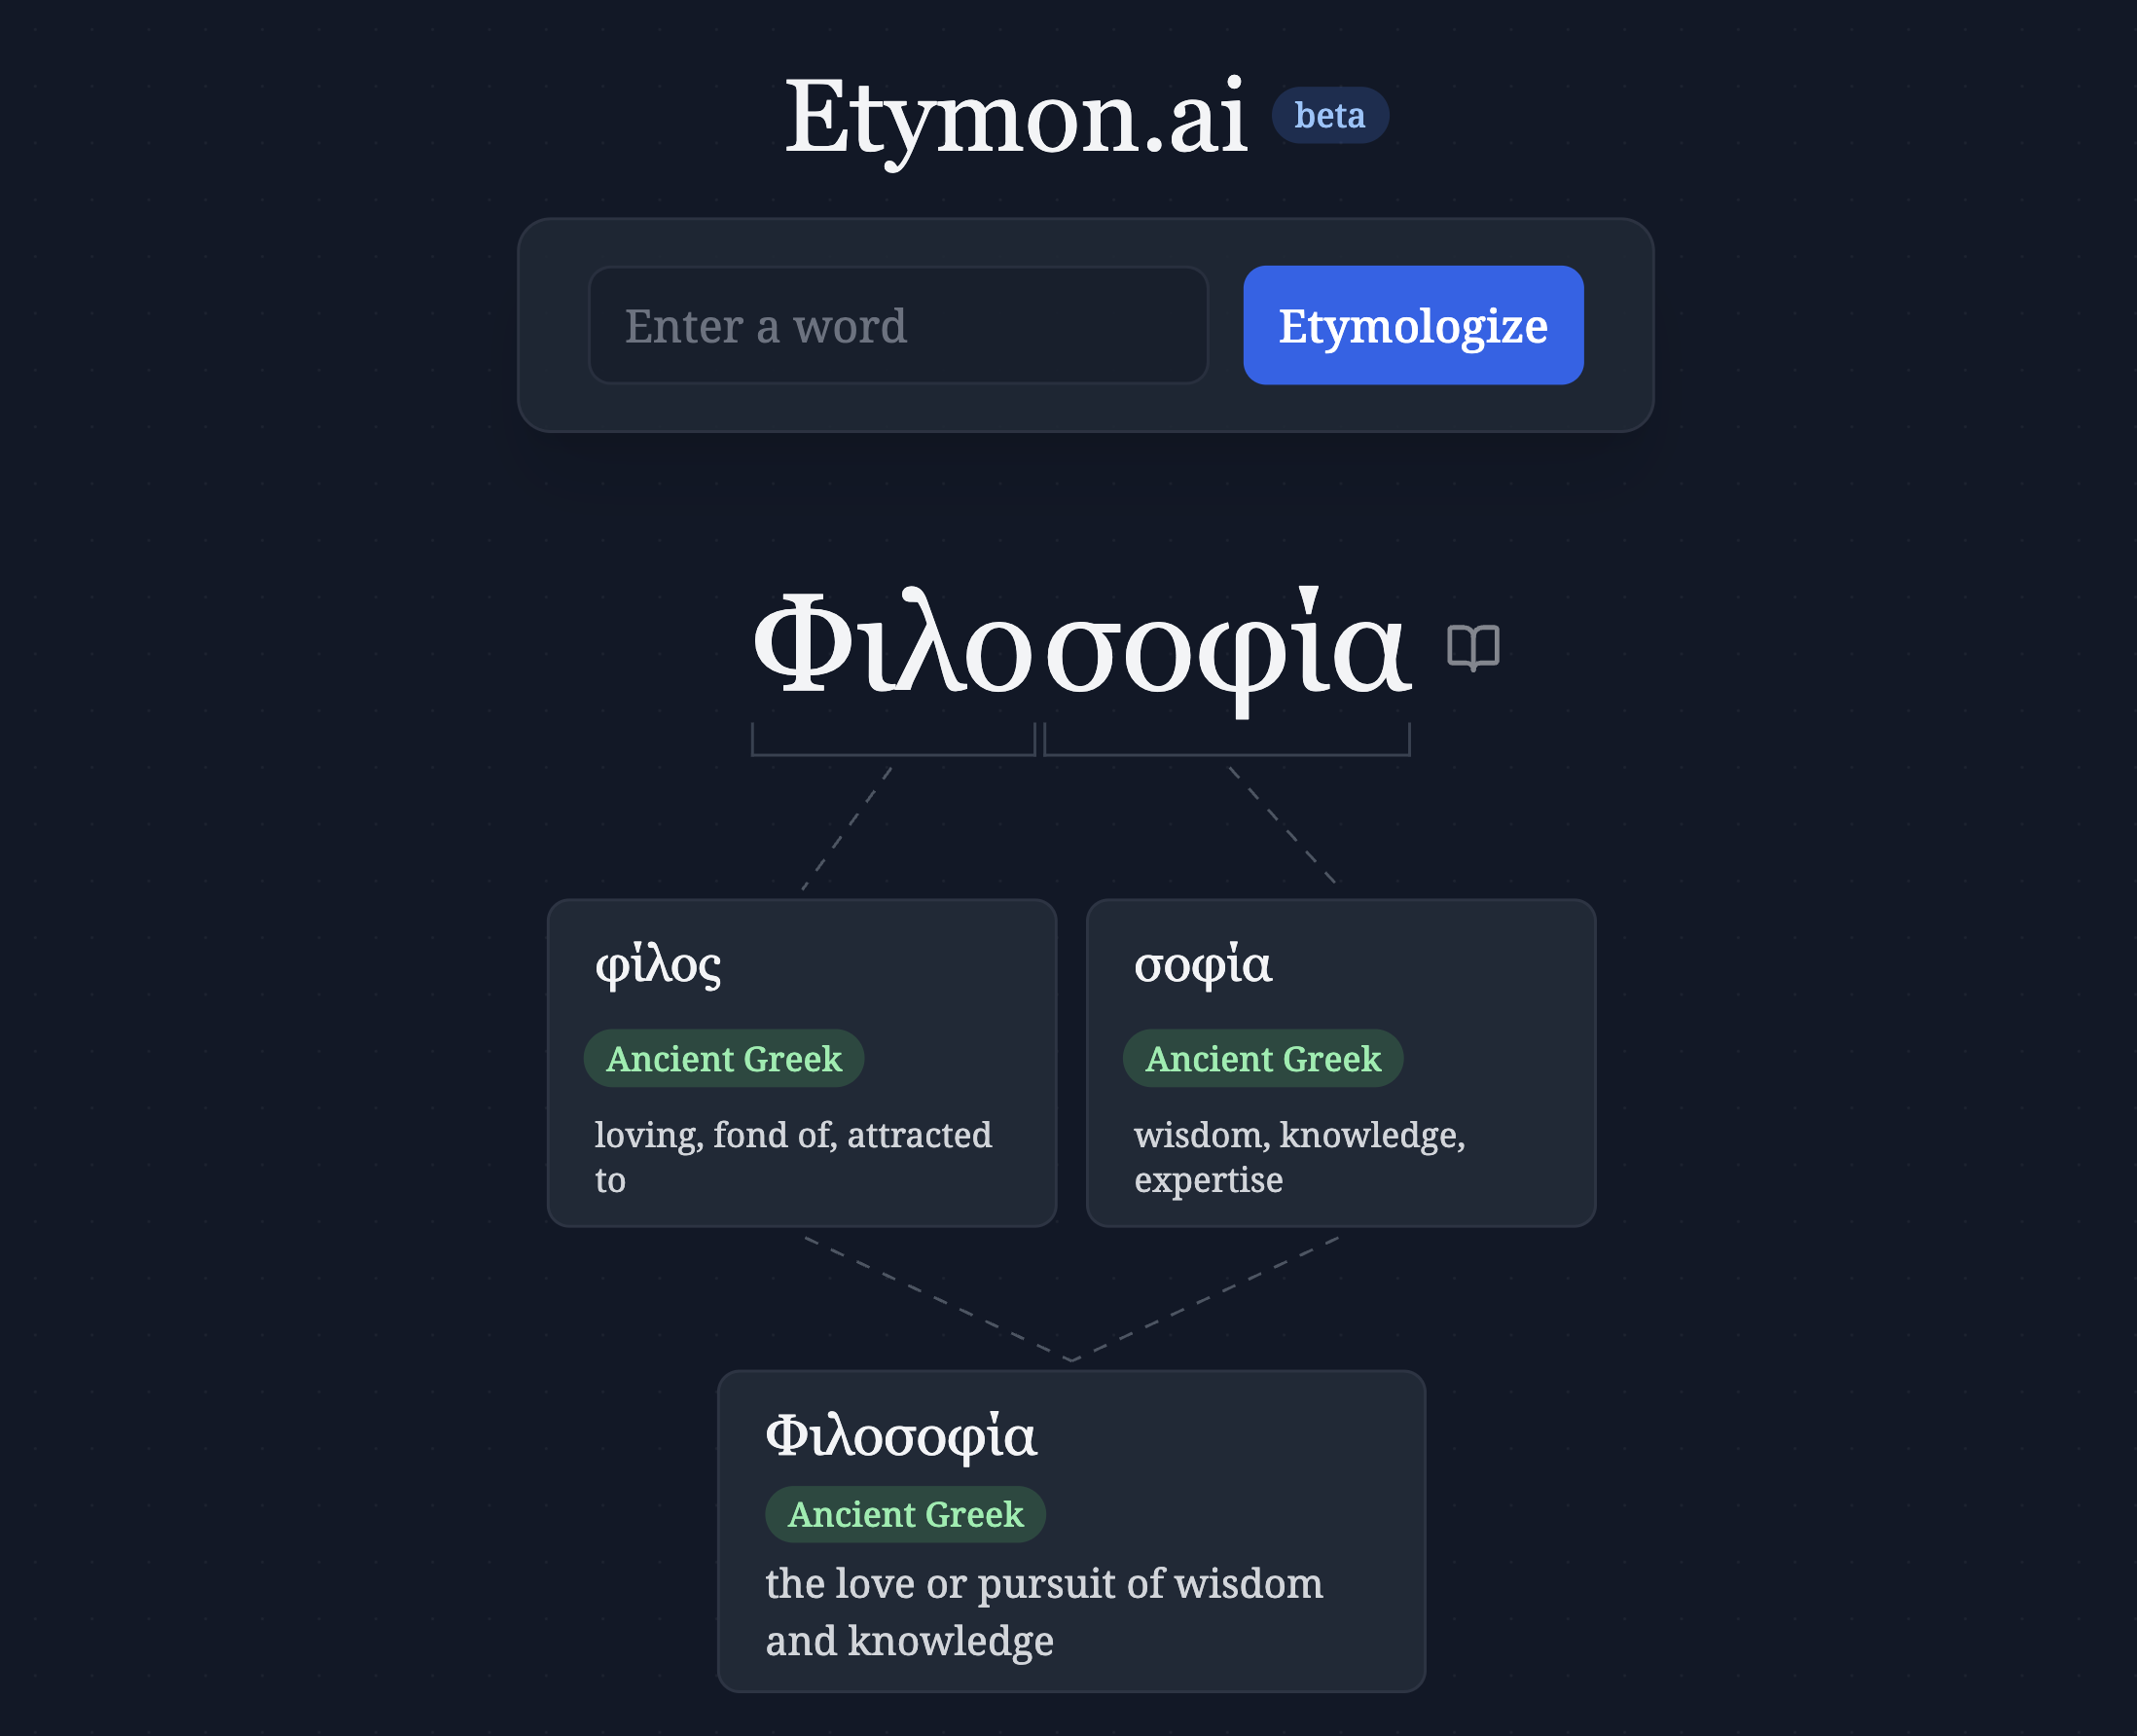 Etymon.ai beta
Enter a word
Etymologize
Φιλοσοφία
φίλος
Ancient Greek
loving, fond of, attracted
to
σοφία
Ancient Greek
wisdom, knowledge,
expertise
Φιλοσοφία
Ancient Greek
the love or pursuit of wisdom
and knowledge